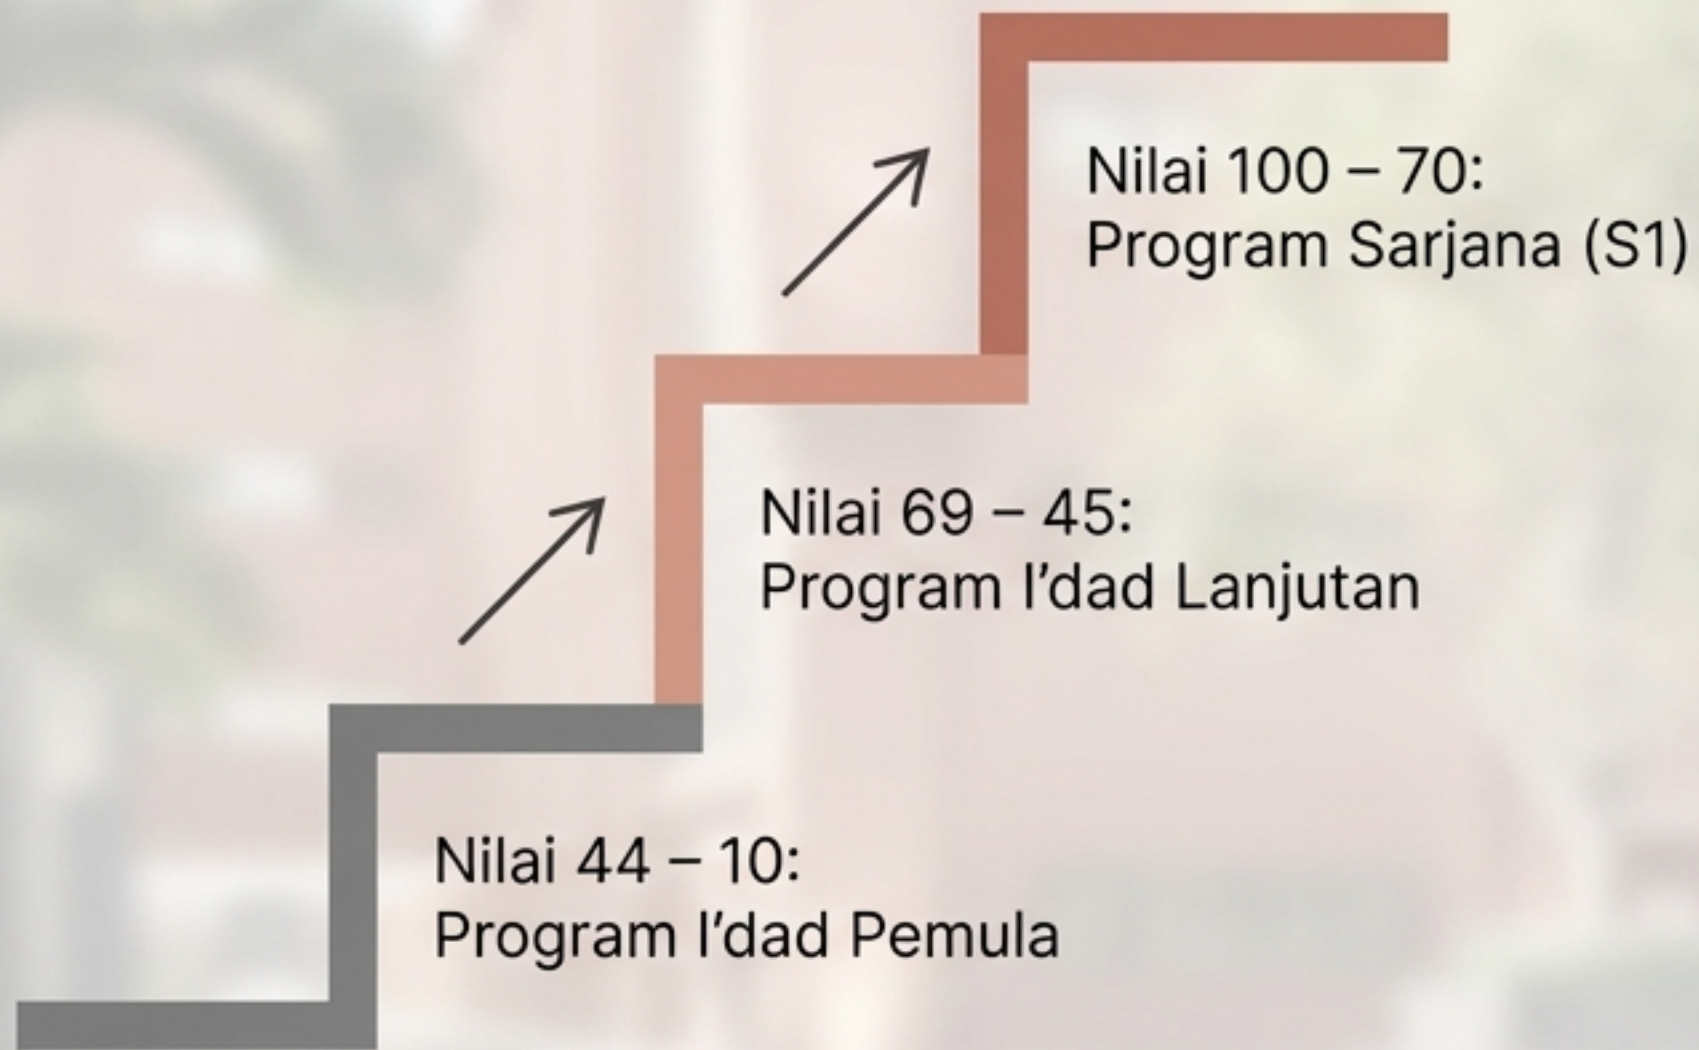 Nilai 100 – 70:
Program Sarjana (S1)
Nilai 69 – 45:
Program I’dad Lanjutan
Nilai 44 – 10:
Program I’dad Pemula